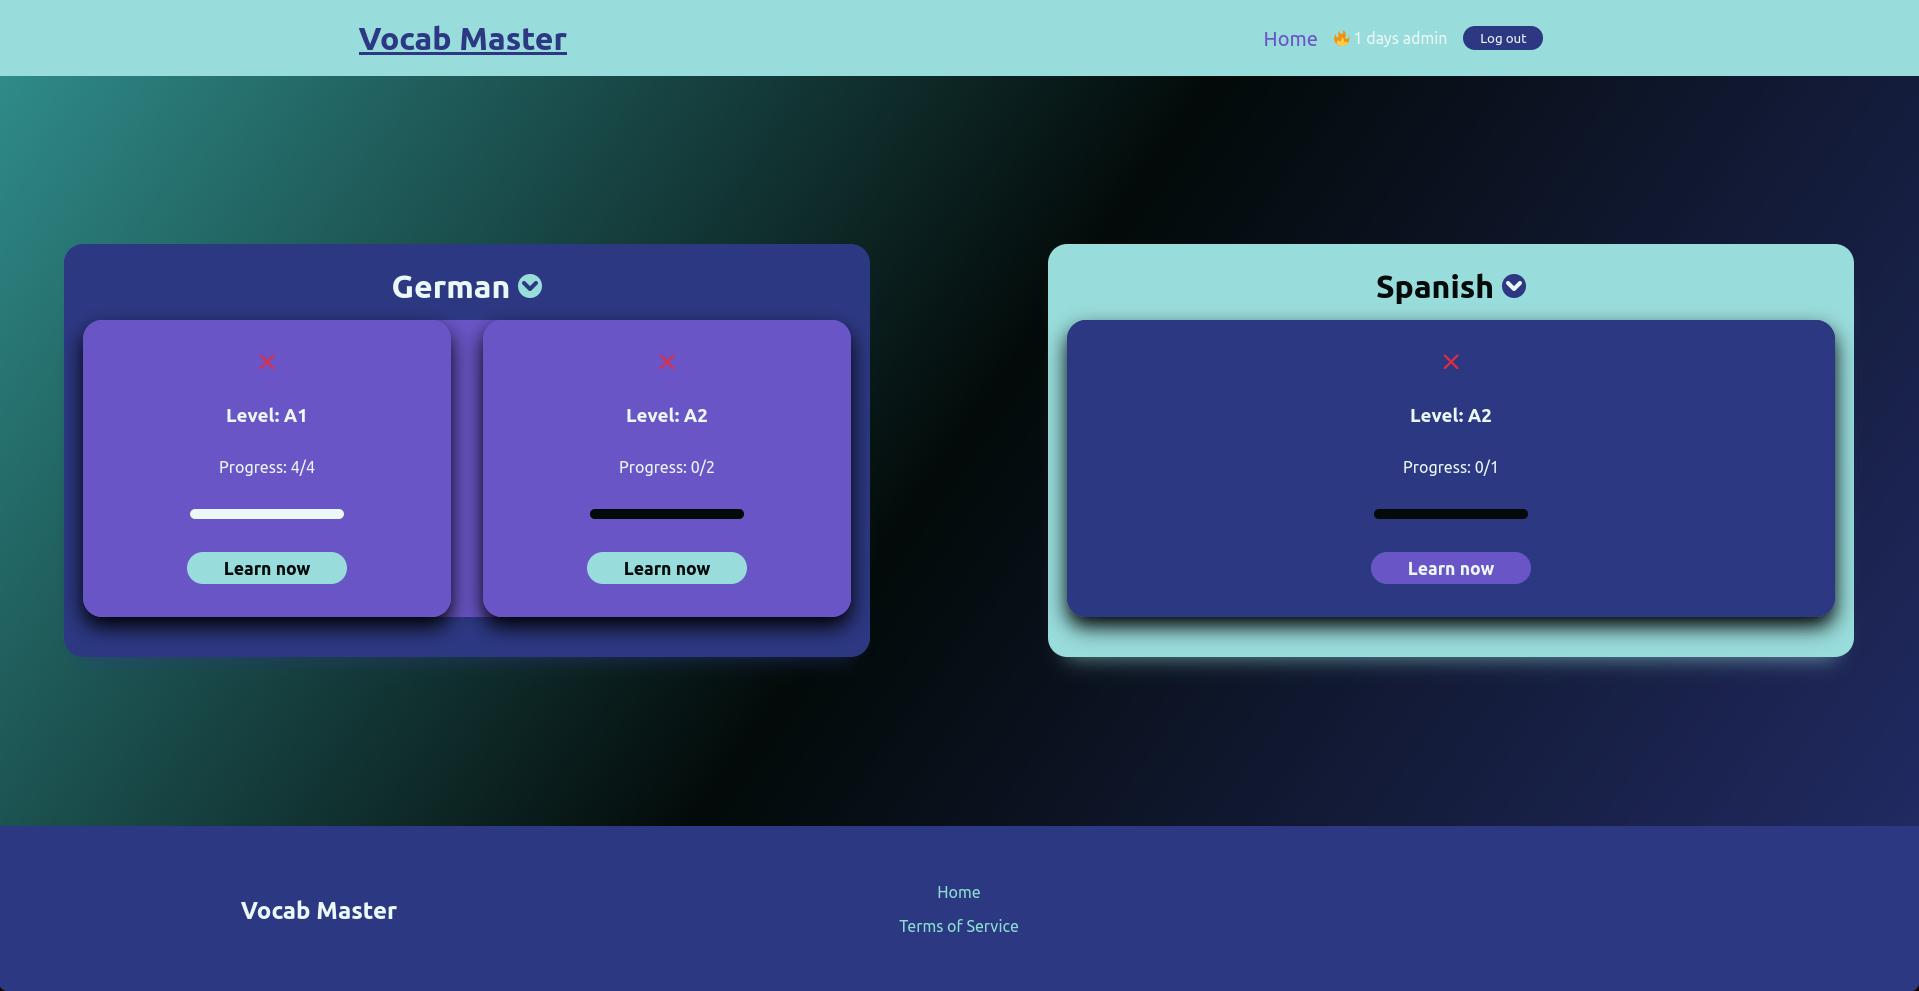 Vocab Master
Home 🔥 1 days admin Log out
German
Level: A1
Progress: 4/4
Learn now
Level: A2
Progress: 0/2
Learn now
Spanish
Level: A2
Progress: 0/1
Learn now
Vocab Master
Home
Terms of Service